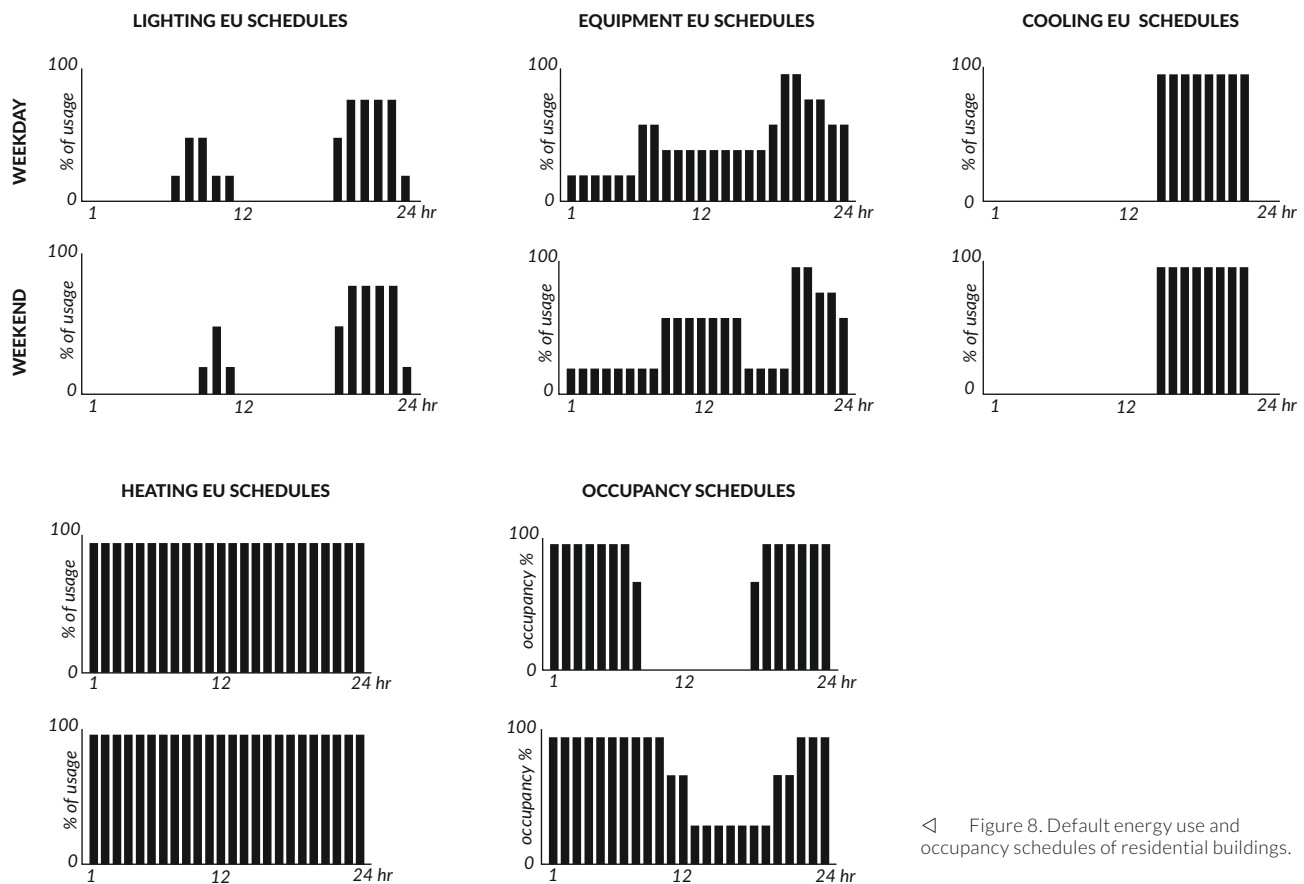 LIGHTING EU SCHEDULES
EQUIPMENT EU SCHEDULES
COOLING EU SCHEDULES
WEEKDAY
100
% of usage
0
1
12
24 hr
100
% of usage
0
1
12
24 hr
100
% of usage
0
1
12
24 hr
WEEKEND
100
% of usage
0
1
12
24 hr
100
% of usage
0
1
12
24 hr
100
% of usage
0
1
12
24 hr
HEATING EU SCHEDULES
OCCUPANCY SCHEDULES
100
% of usage
0
1
12
24 hr
100
occupancy %
0
1
12
24 hr
100
% of usage
0
1
12
24 hr
100
occupancy %
0
1
12
24 hr
◁ Figure 8. Default energy use and
occupancy schedules of residential buildings.